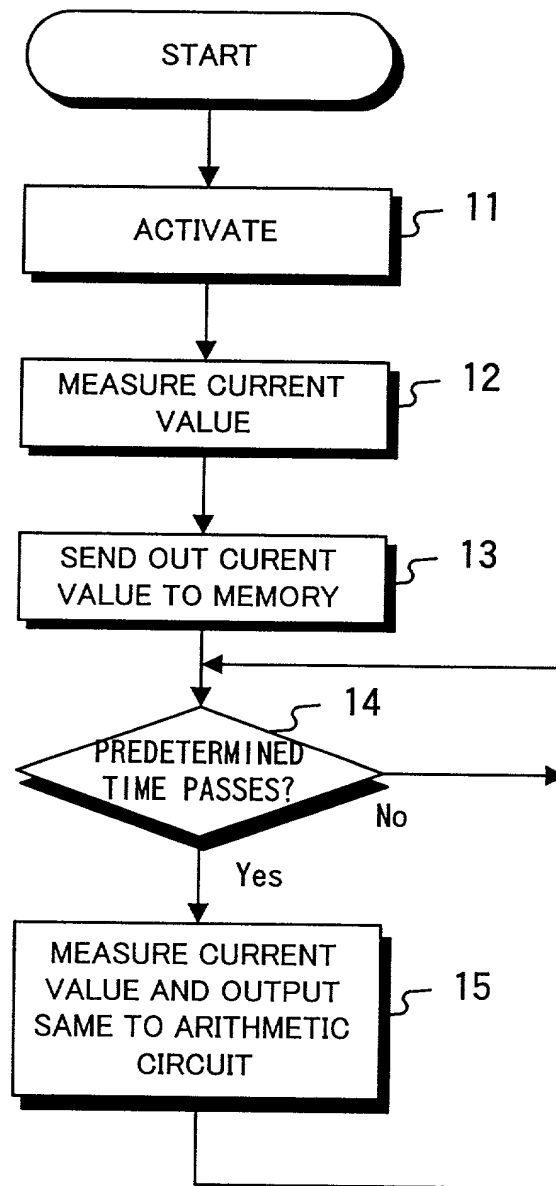 START
ACTIVATE
11
MEASURE CURRENT
VALUE
12
SEND OUT CURENT
VALUE TO MEMORY
13
14
PREDETERMINED
TIME PASSES?
No
Yes
MEASURE CURRENT
VALUE AND OUTPUT
SAME TO ARITHMETIC
CIRCUIT
15